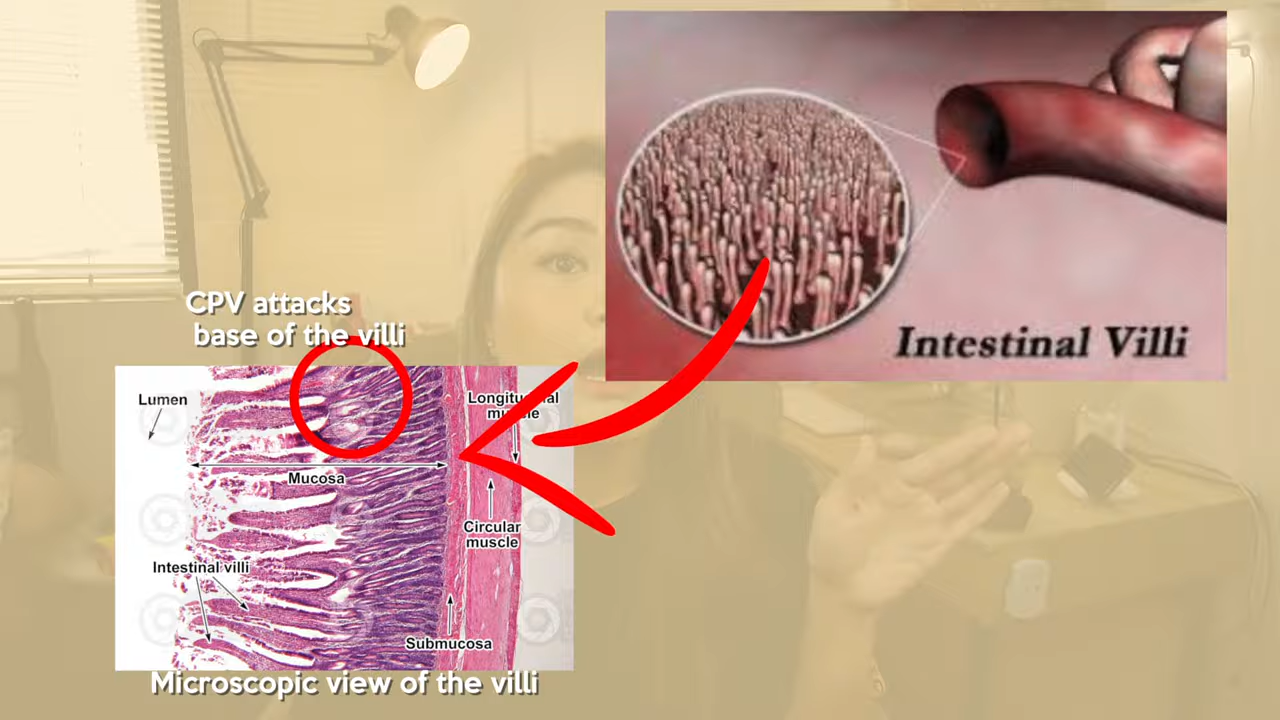 Intestinal Villi
CPV attacks
base of the villi
Lumen
Longitudinal
muscle
Mucosa
Circular
muscle
Intestinal villi
Submucosa
Microscopic view of the villi